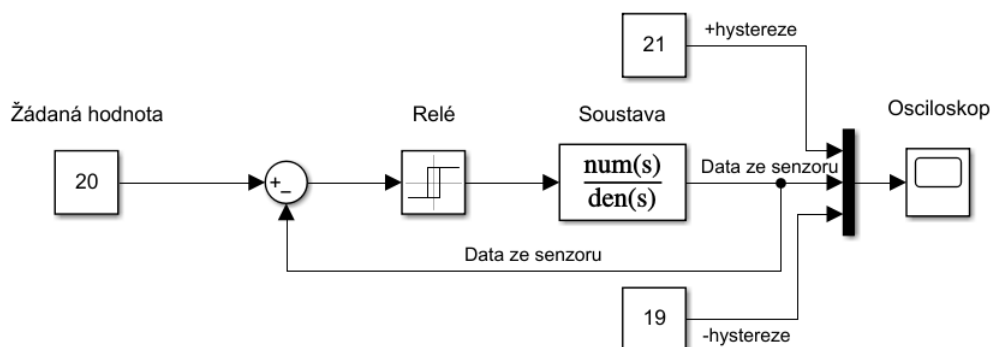 21
+hystereze
Žádaná hodnota
Relé
Soustava
Osciloskop
20
+
−
num(s)
den(s)
Data ze senzoru
Data ze senzoru
19
-hystereze